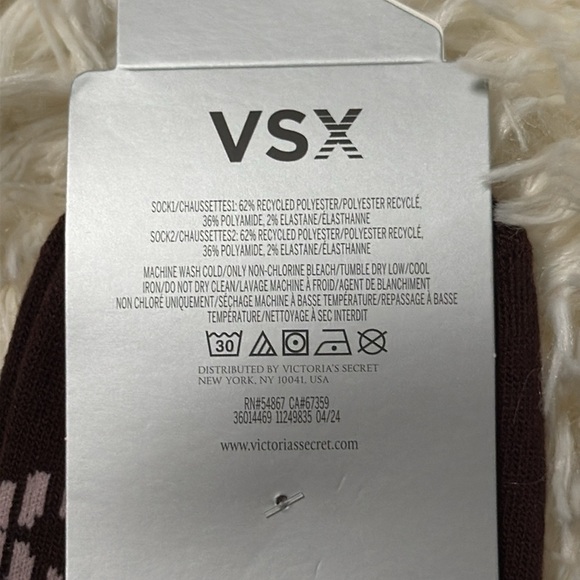 VSX
SOCK1/CHAUSSETTES1: 62% RECYCLED POLYESTER/POLYESTER RECYCLÉ,
36% POLYAMIDE, 2% ELASTANE/ÉLASTHANNE
SOCK2/CHAUSSETTES2: 62% RECYCLED POLYESTER/POLYESTER RECYCLÉ,
36% POLYAMIDE, 2% ELASTANE/ÉLASTHANNE
MACHINE WASH COLD/ONLY NON-CHLORINE BLEACH/TUMBLE DRY LOW/COOL
IRON/DO NOT DRY CLEAN/LAVAGE MACHINE À FROID/AGENT DE BLANCHIMENT
NON CHLORÉ UNIQUEMENT/SÉCHAGE MACHINE À BASSE TEMPÉRATURE/REPASSAGE À BASSE
TEMPÉRATURE/NETTOYAGE À SEC INTERDIT
30
DISTRIBUTED BY VICTORIA'S SECRET
NEW YORK, NY 10041, USA
RN#54867 CA#67359
36014469 11249835 04/24
www.victoriassecret.com